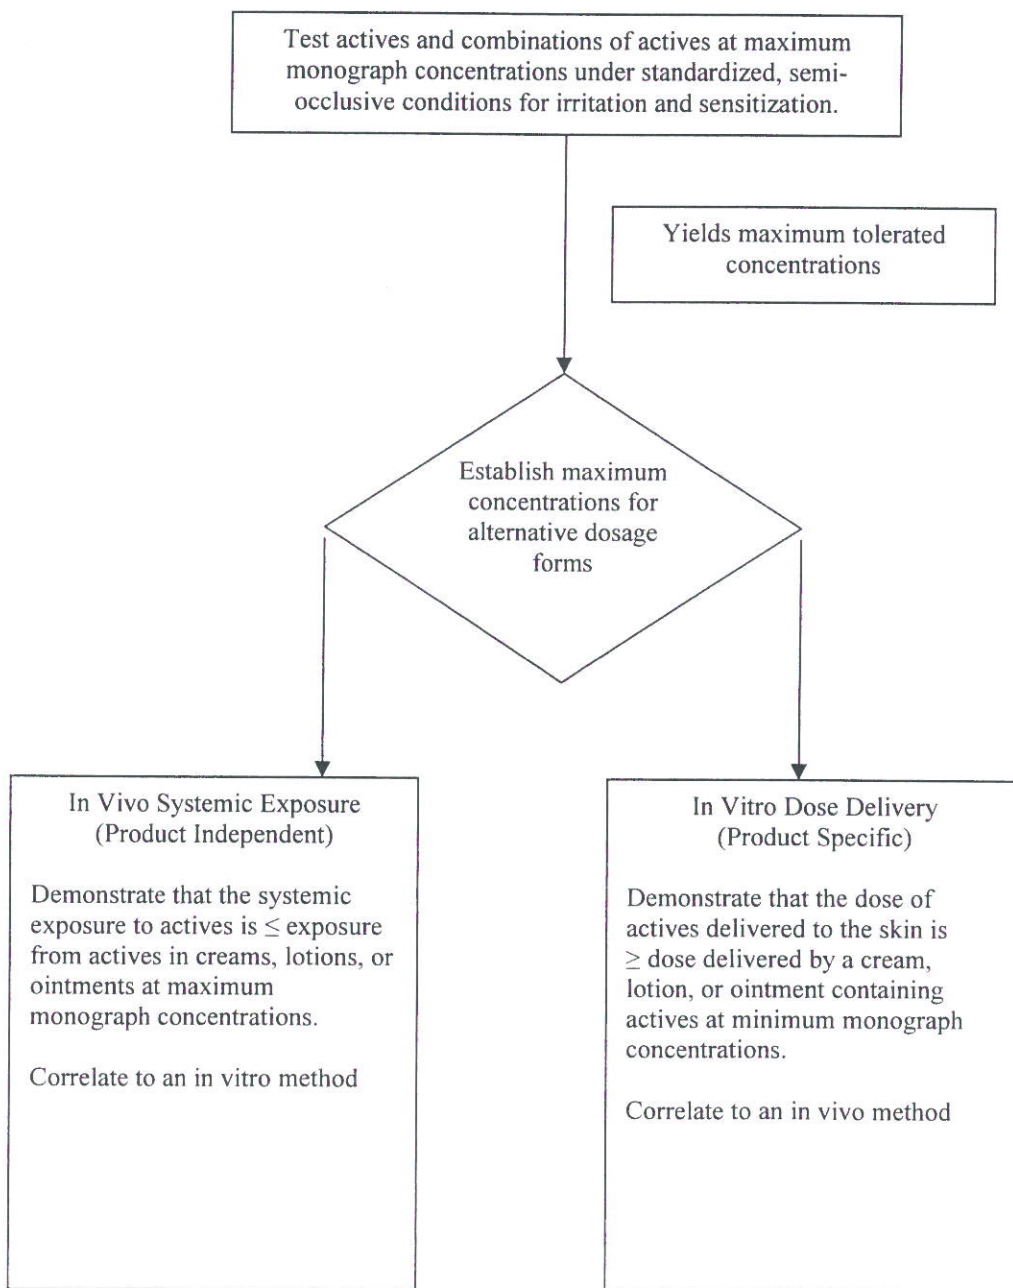 Test actives and combinations of actives at maximum
monograph concentrations under standardized, semi-
occlusive conditions for irritation and sensitization.
Yields maximum tolerated
concentrations
Establish maximum
concentrations for
alternative dosage
forms
In Vivo Systemic Exposure
(Product Independent)
Demonstrate that the systemic
exposure to actives is ≤ exposure
from actives in creams, lotions, or
ointments at maximum
monograph concentrations.
Correlate to an in vitro method
In Vitro Dose Delivery
(Product Specific)
Demonstrate that the dose of
actives delivered to the skin is
≥ dose delivered by a cream,
lotion, or ointment containing
actives at minimum monograph
concentrations.
Correlate to an in vivo method